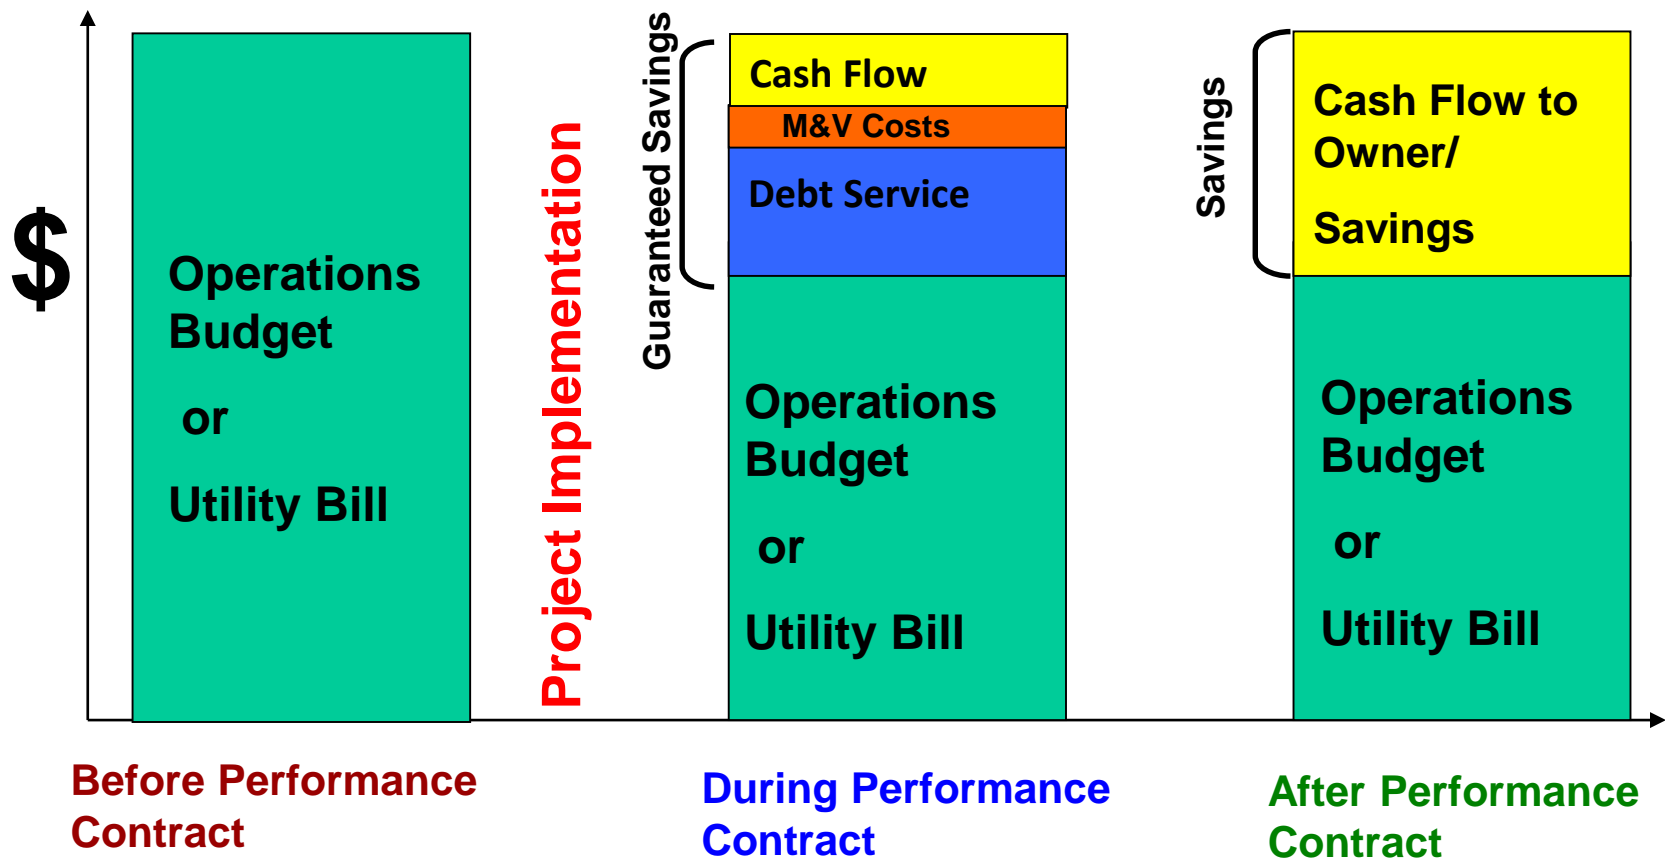 $
Operations
Budget
or
Utility Bill
Before Performance
Contract
Project Implementation
Guaranteed Savings
Cash Flow
M&V Costs
Debt Service
Operations
Budget
or
Utility Bill
During Performance
Contract
Savings
Cash Flow to
Owner/
Savings
Operations
Budget
or
Utility Bill
After Performance
Contract